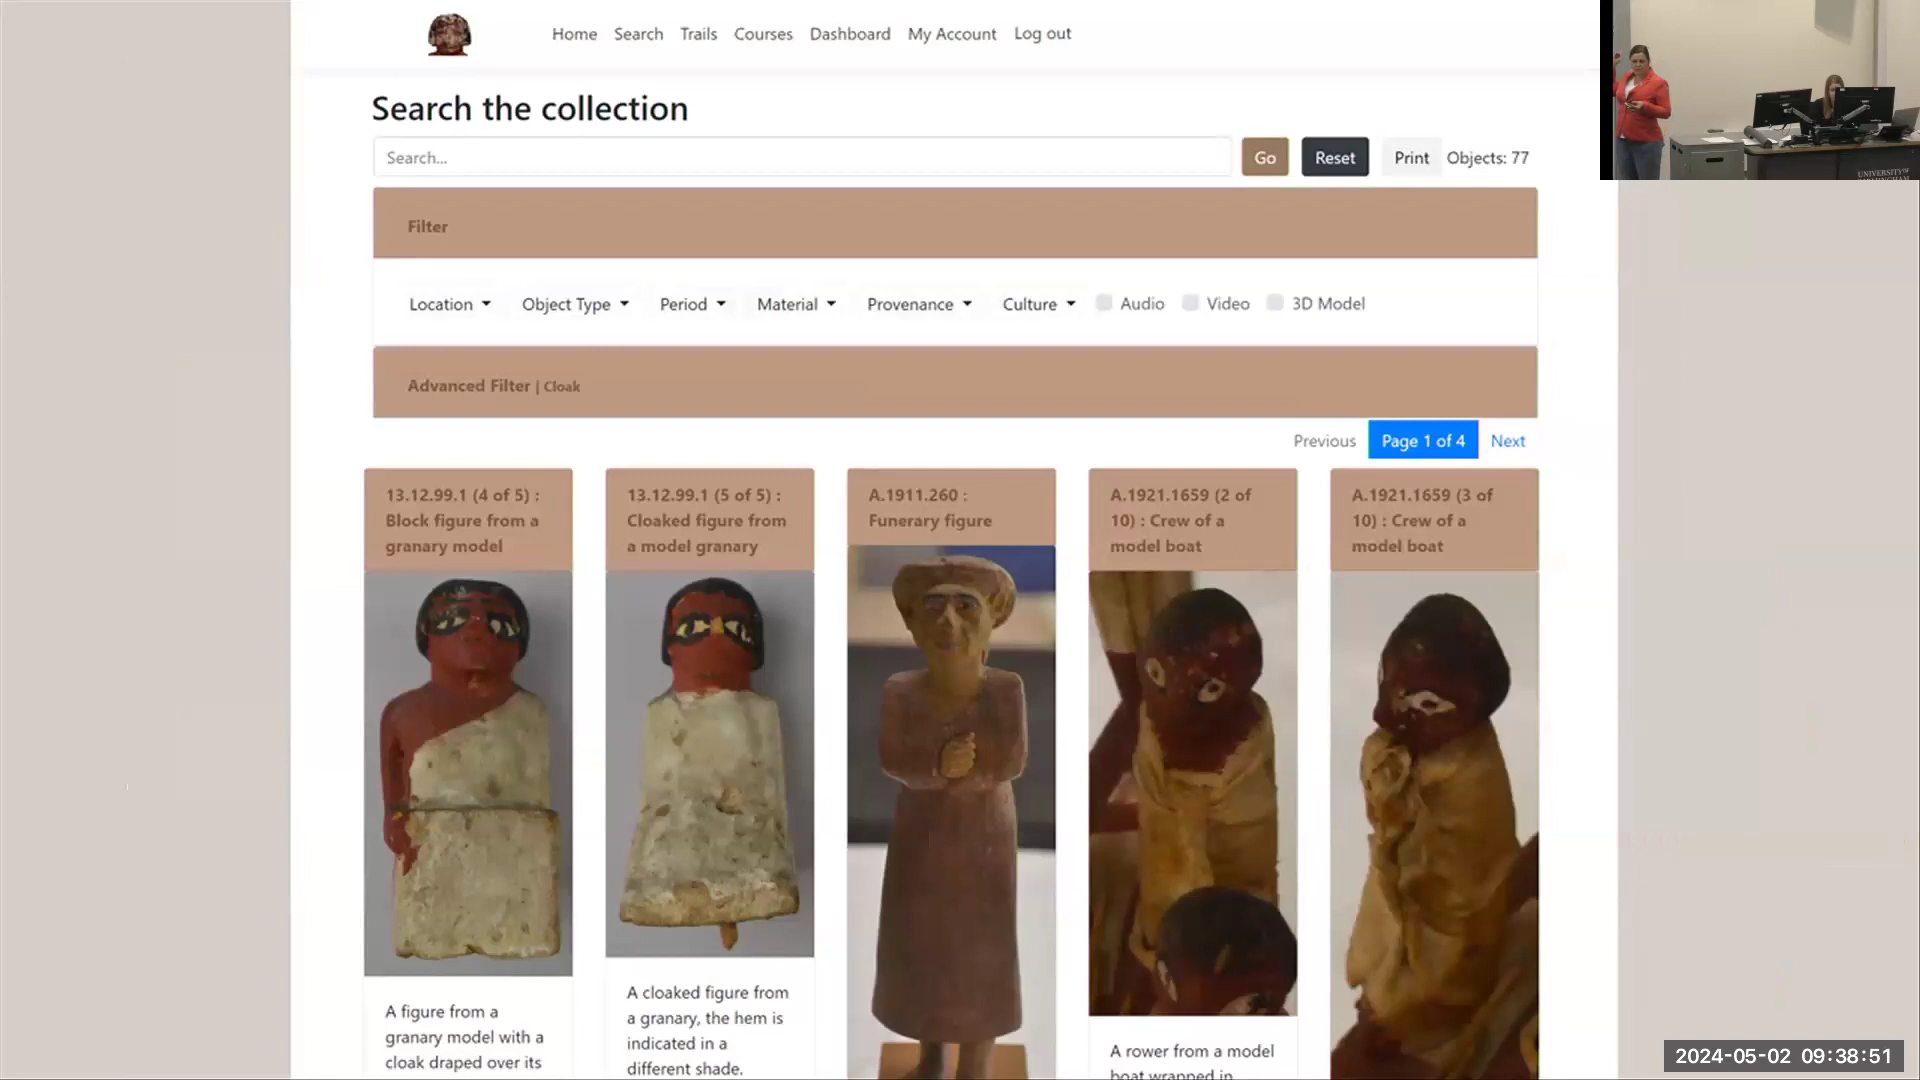 Home Search Trails Courses Dashboard My Account Log out
Search the collection
Search...
Go
Reset
Print
Objects: 77
Filter
Location
Object Type
Period
Material
Provenance
Culture
Audio
Video
3D Model
Advanced Filter | Cloak
Previous
Page 1 of 4
Next
13.12.99.1 (4 of 5) :
Block figure from a
granary model
A figure from a
granary model with a
cloak draped over its
13.12.99.1 (5 of 5) :
Cloaked figure from
a model granary
A cloaked figure from
a granary, the hem is
indicated in a
different shade.
A.1911.260 :
Funerary figure
A.1921.1659 (2 of
10) : Crew of a
model boat
A rower from a model
boat wrapped in
A.1921.1659 (3 of
10) : Crew of a
model boat
UNIVERSITY OF
BIRMINGHAM
2024-05-02 09:38:51